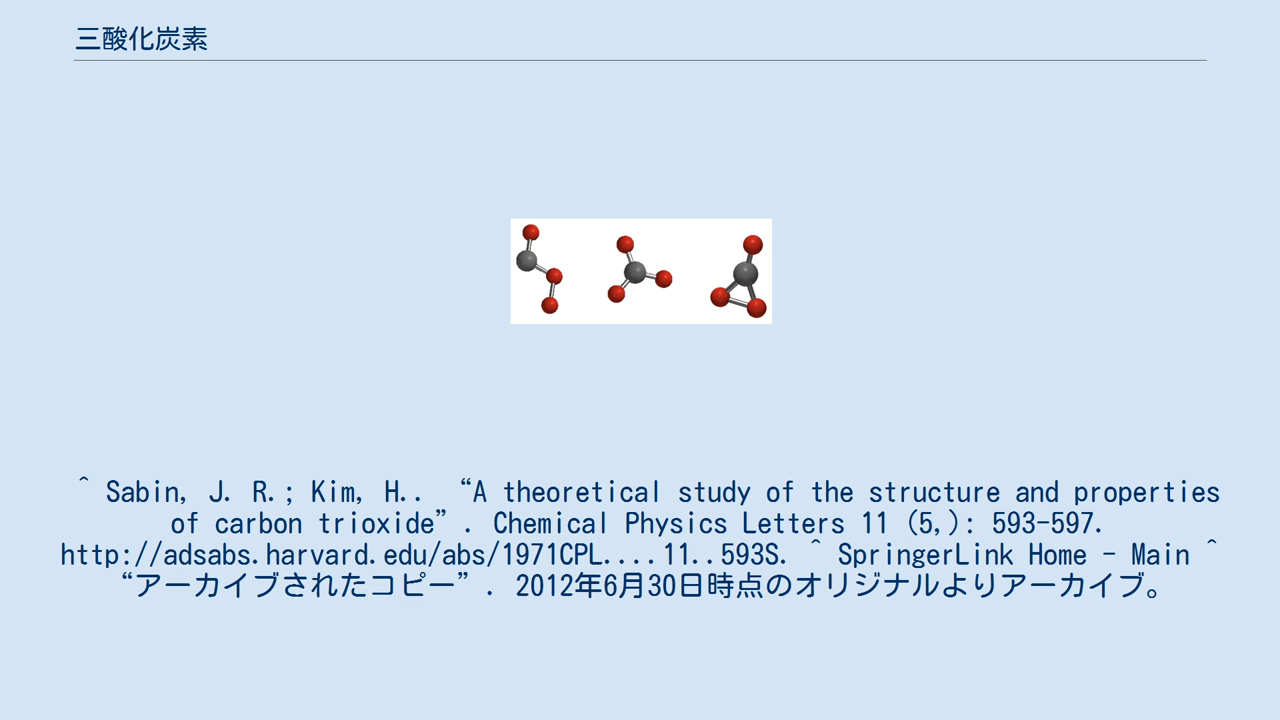 三酸化炭素
^ Sabin, J. R.; Kim, H.. “A theoretical study of the structure and properties
of carbon trioxide”. Chemical Physics Letters 11 (5,): 593-597.
http://adsabs.harvard.edu/abs/1971CPL....11..593S. ^ SpringerLink Home - Main ^
“アーカイブされたコピー”. 2012年6月30日時点のオリジナルよりアーカイブ。